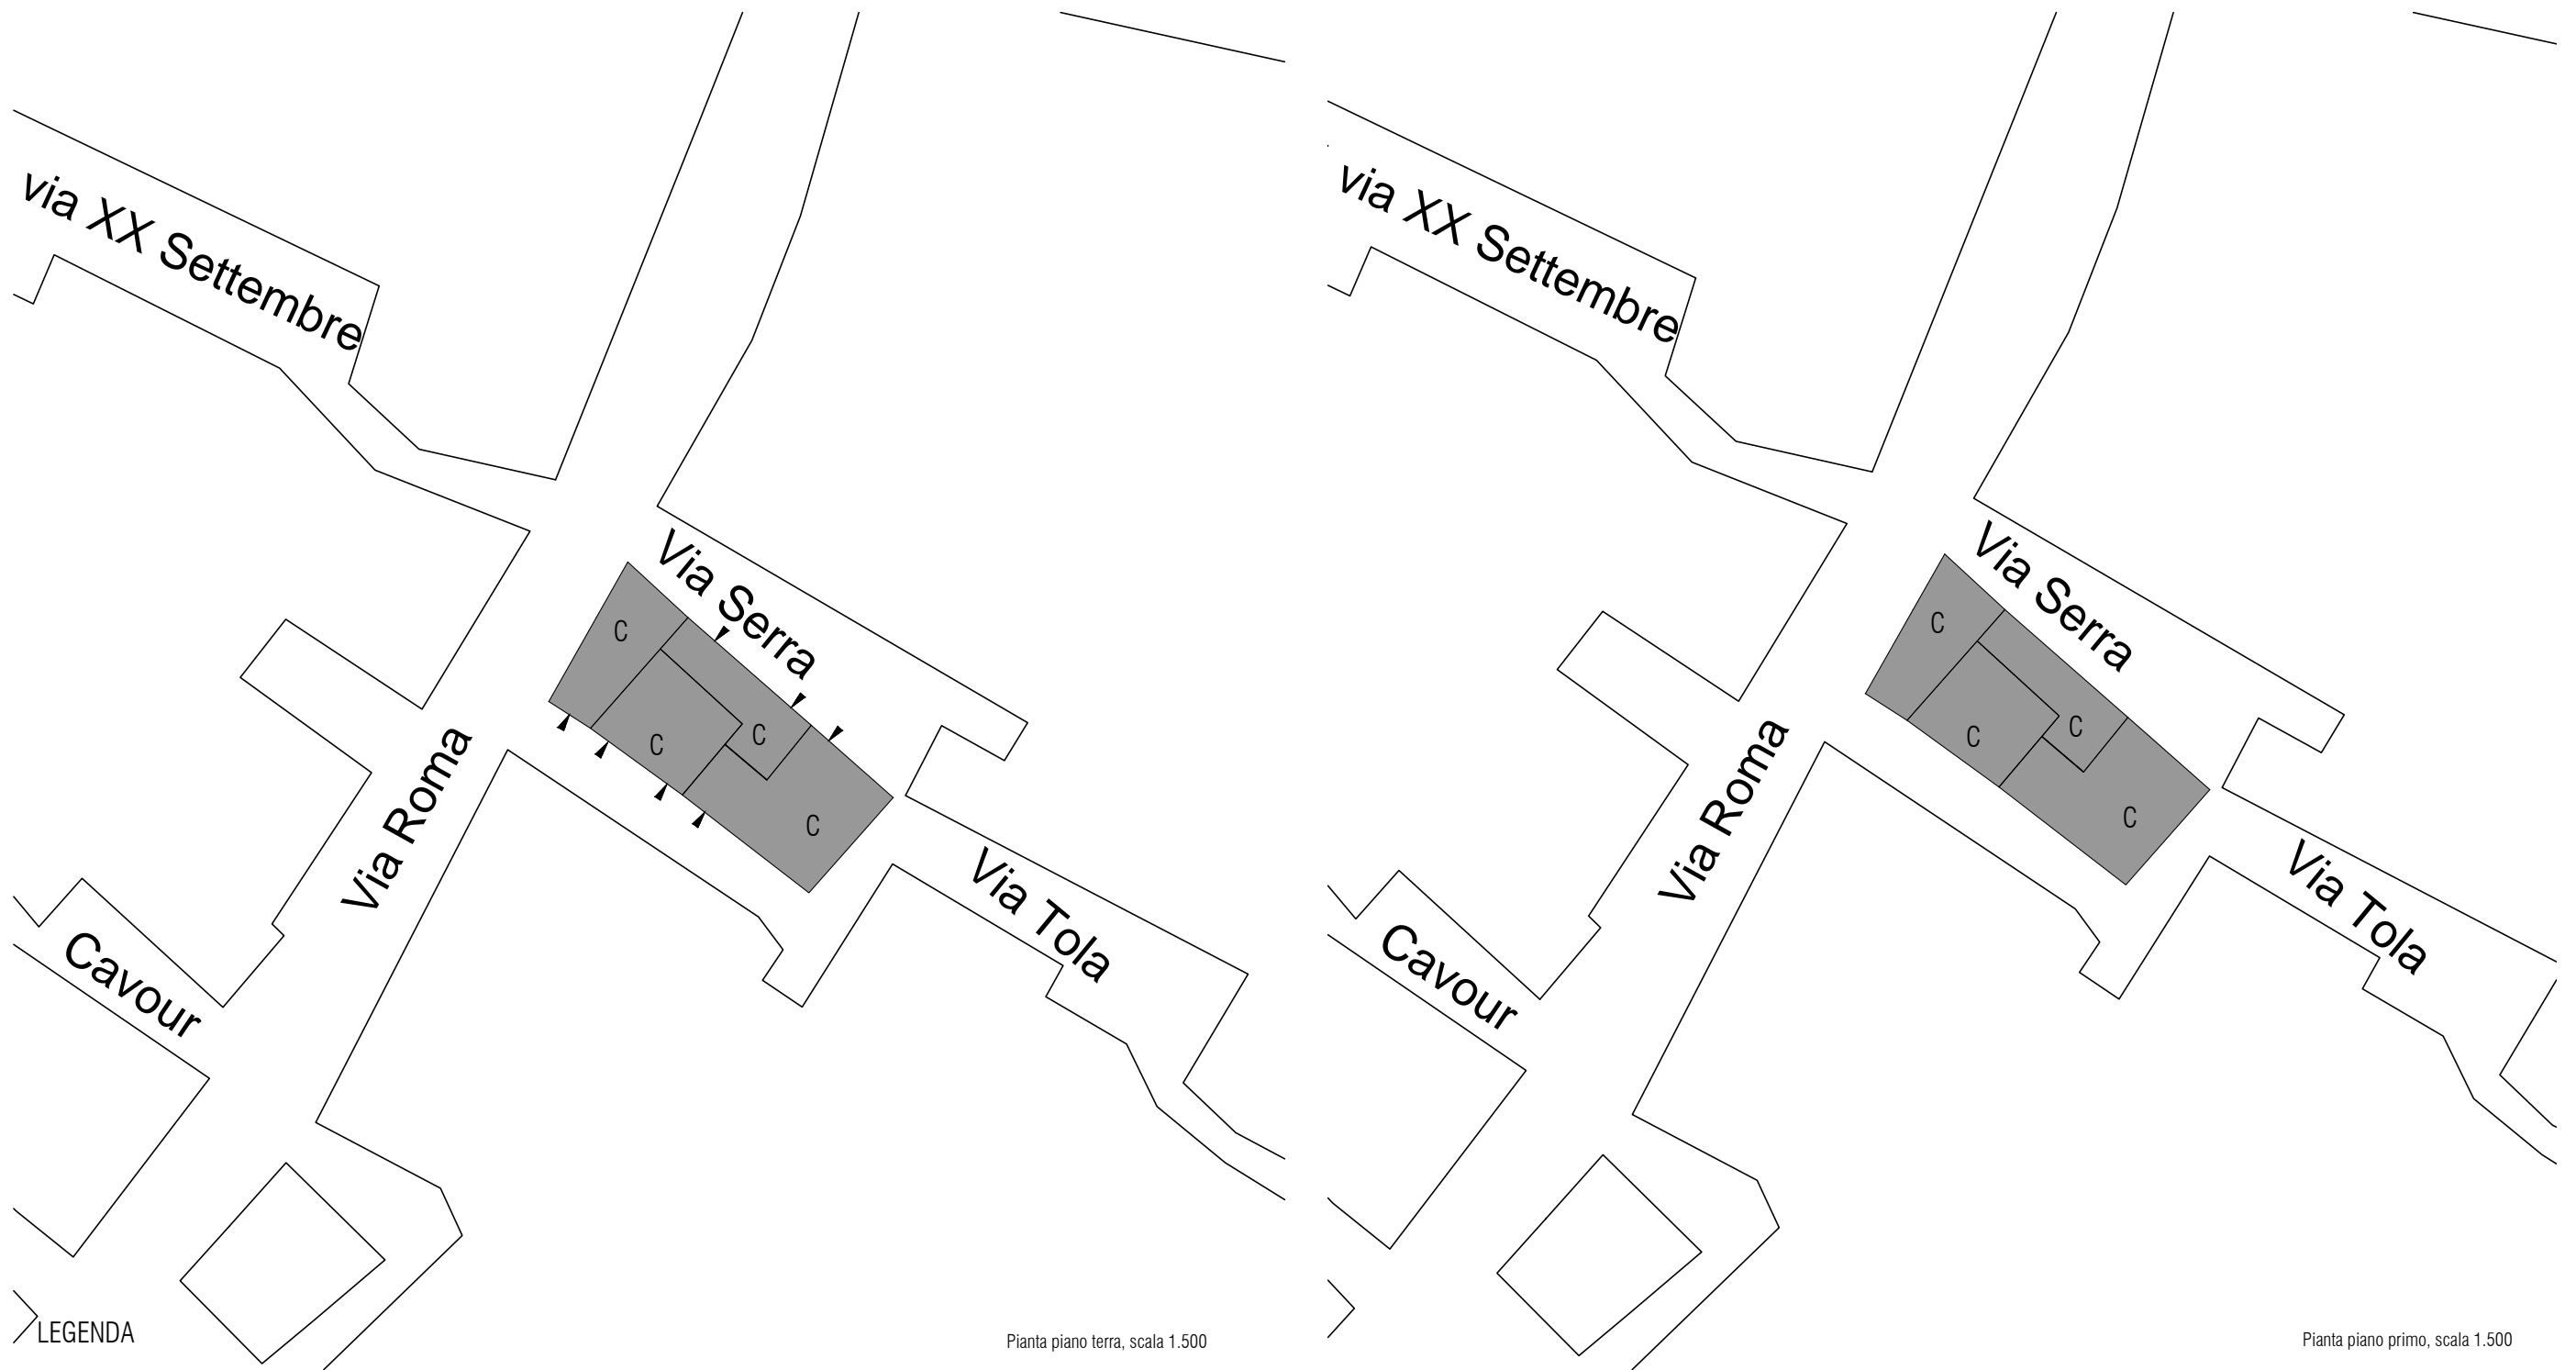 via XX Settembre
Via Serra
C
C
C
C
Via Roma
Via Tola
Cavour
LEGENDA
Pianta piano terra, scala 1.500
via XX Settembre
Via Serra
C
C
C
C
Via Roma
Via Tola
Cavour
Pianta piano primo, scala 1.500